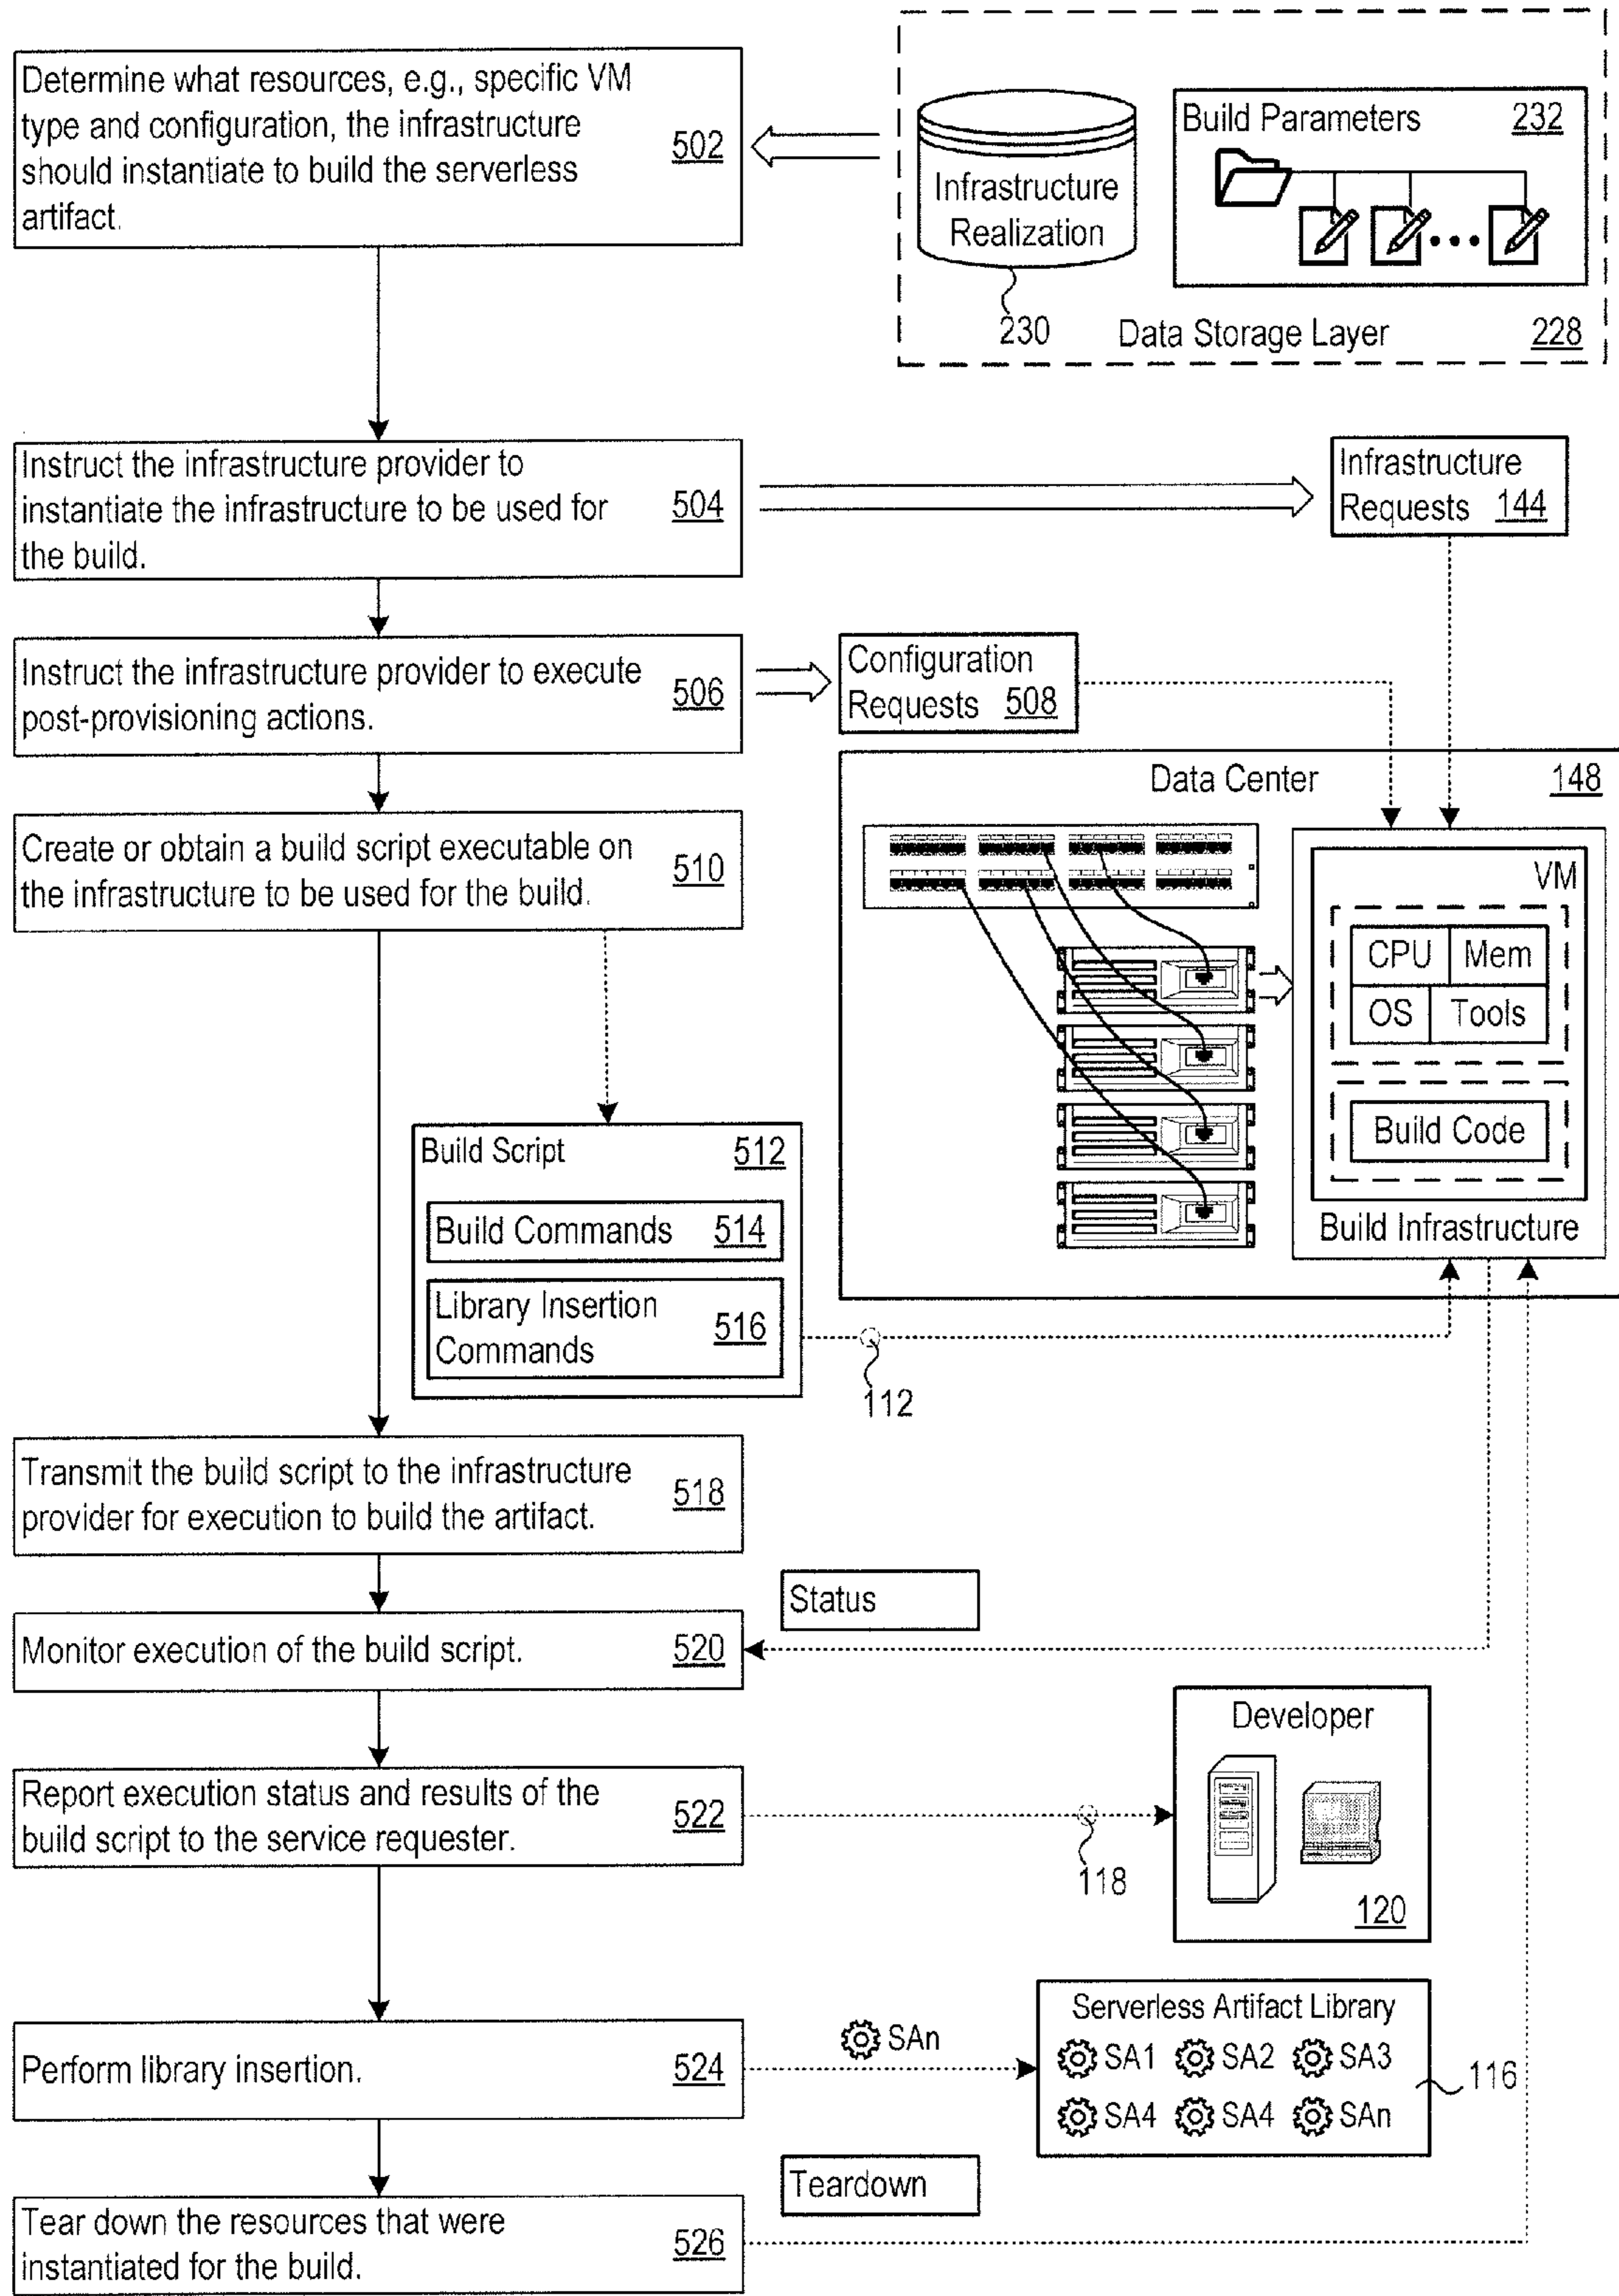 Determine what resources, e.g., specific VM
type and configuration, the infrastructure
should instantiate to build the serverless
artifact.
502
Infrastructure
Realization
230
Build Parameters
232
Data Storage Layer
228
Instruct the infrastructure provider to
instantiate the infrastructure to be used for
the build.
504
Infrastructure
Requests 144
Instruct the infrastructure provider to execute
post-provisioning actions.
506
Configuration
Requests 508
Create or obtain a build script executable on
the infrastructure to be used for the build.
510
Data Center
148
VM
CPU
Mem
OS
Tools
Build Code
Build Infrastructure
Build Script
512
Build Commands
514
Library Insertion
Commands
516
112
Transmit the build script to the infrastructure
provider for execution to build the artifact.
518
Status
Monitor execution of the build script.
520
Report execution status and results of the
build script to the service requester.
522
118
Developer
120
Perform library insertion.
524
SAn
Serverless Artifact Library
SA1 SA2 SA3
SA4 SA4 SAn
116
Teardown
Tear down the resources that were
instantiated for the build.
526